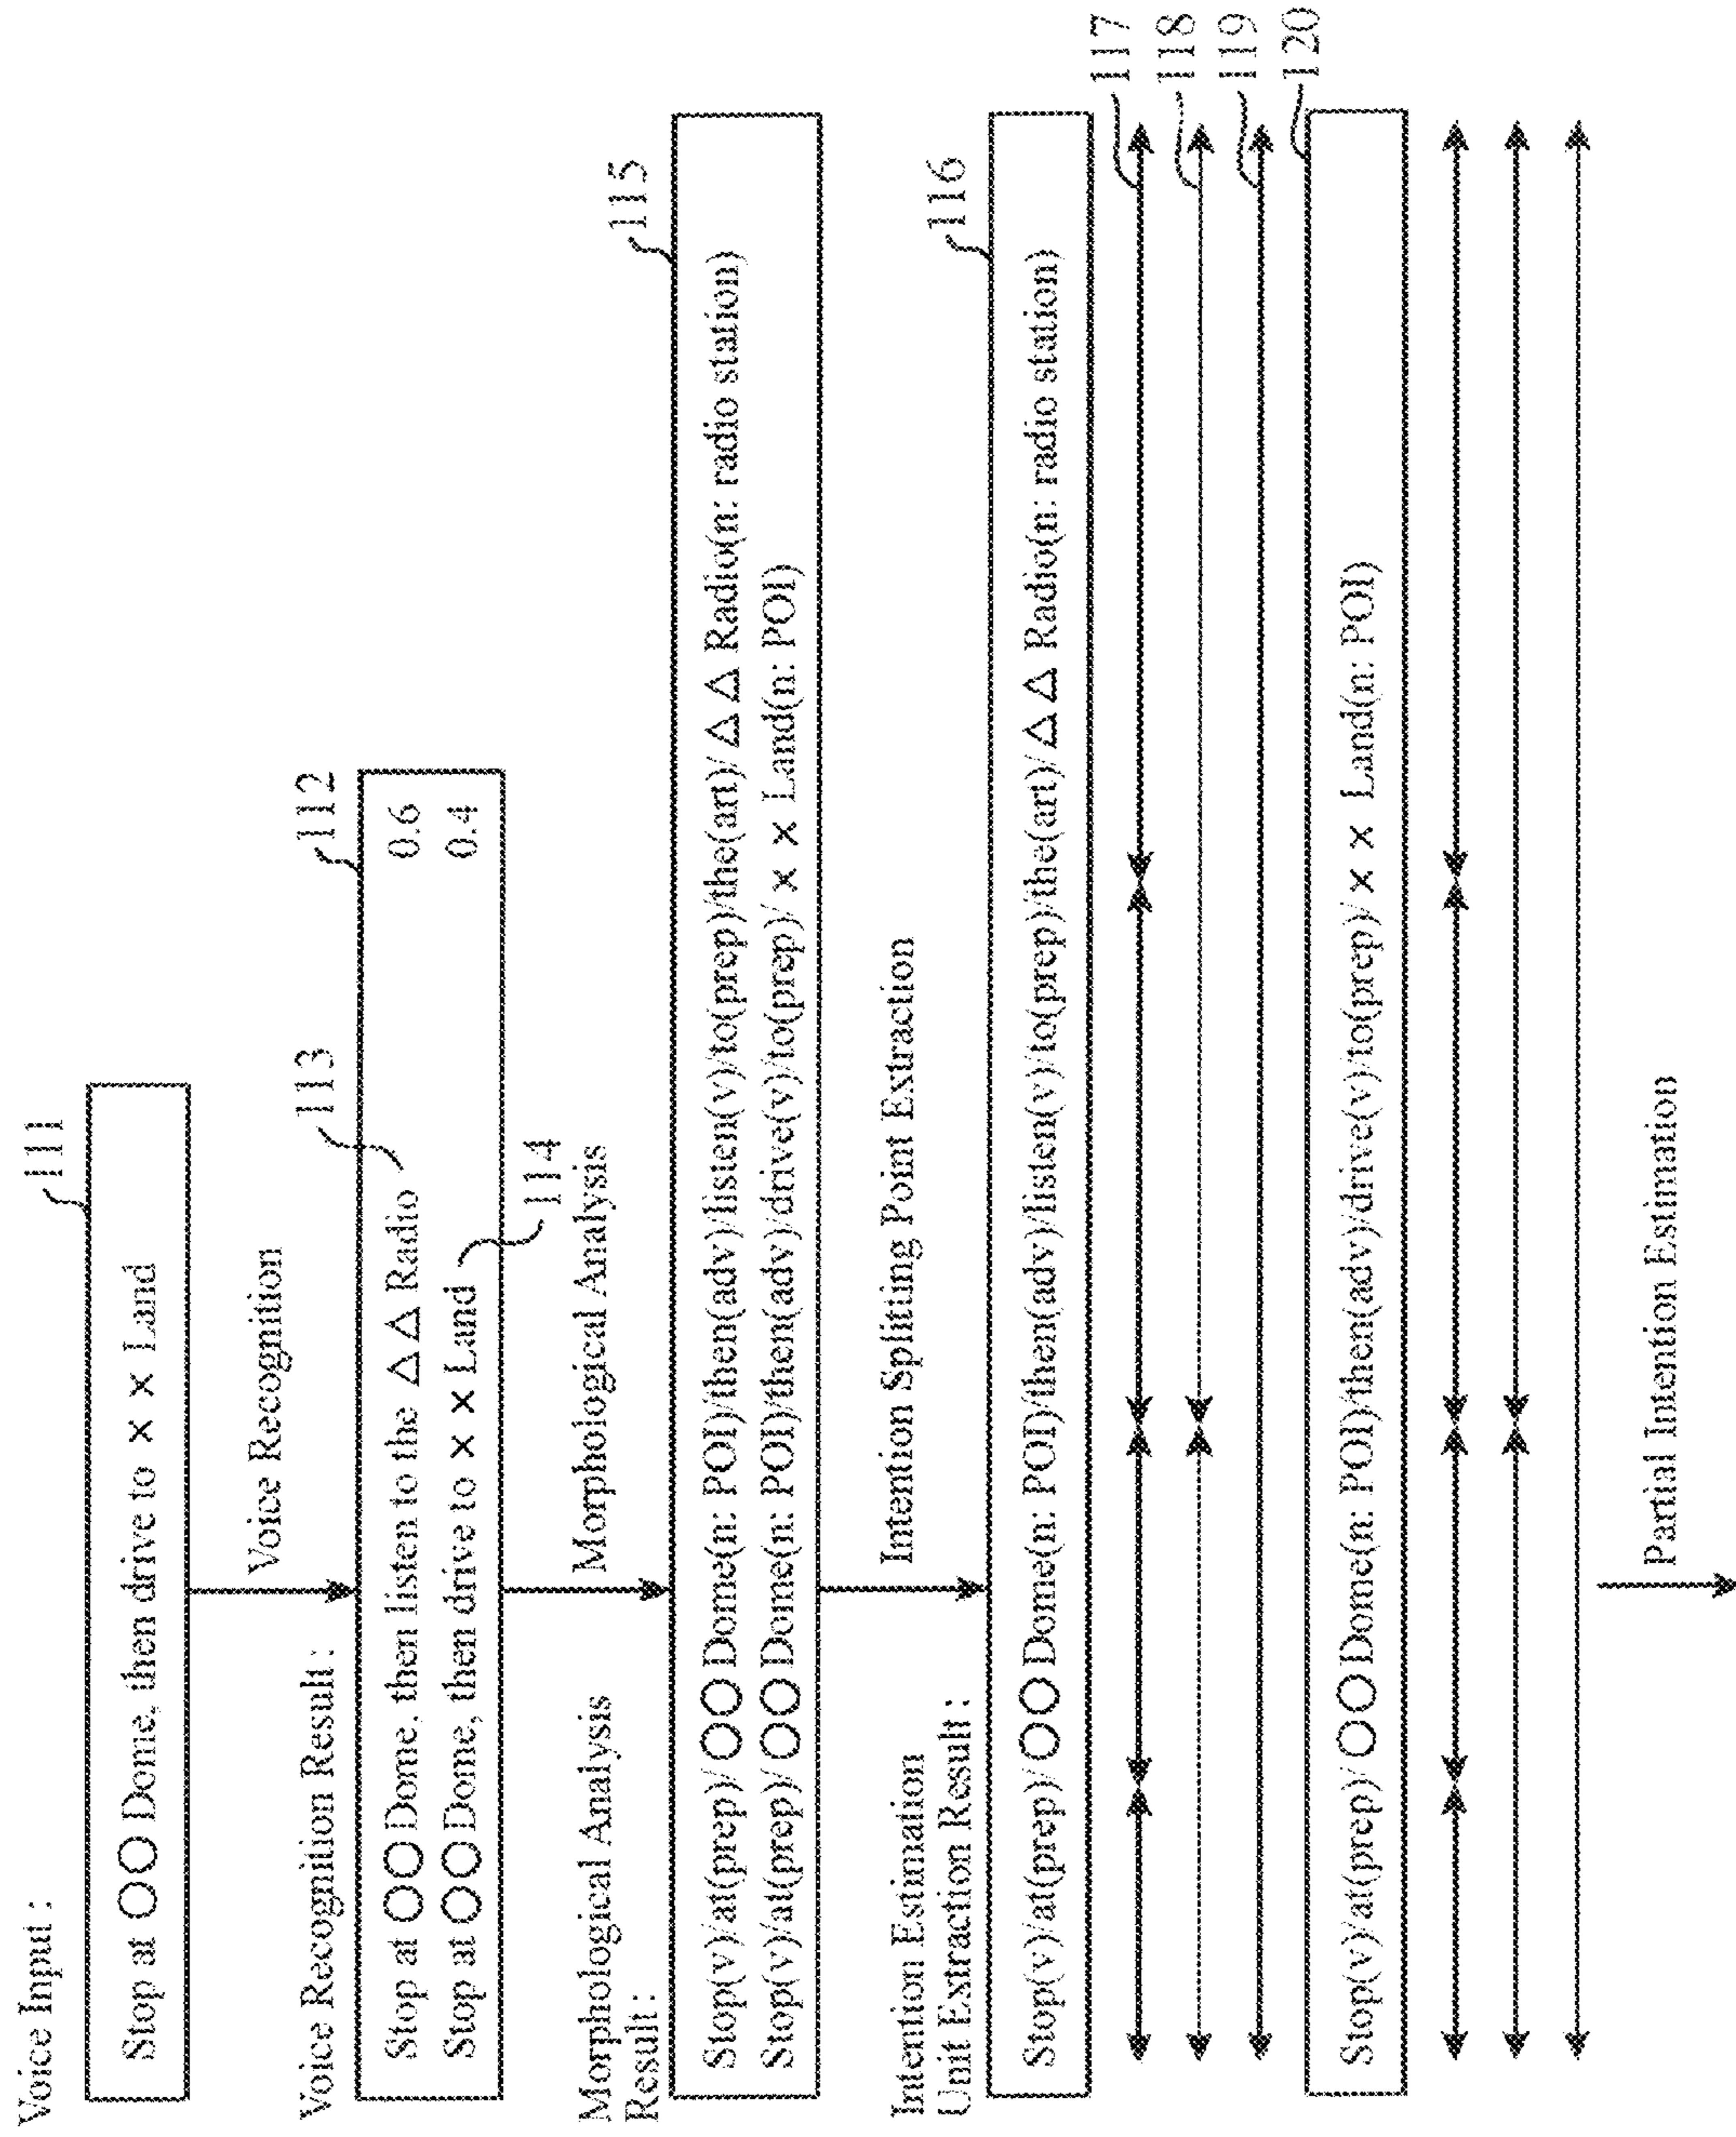 Voice Input :
111
Stop at ○○ Dome, then drive to × × Land
Voice Recognition
Voice Recognition Result :
112
113
Stop at ○○ Dome, then listen to the △△ Radio 0.6
Stop at ○○ Dome, then drive to × × Land 0.4
114
Morphological Analysis
Morphological Analysis
Result :
115
Stop(v)/at(prep)/ ○○ Dome(n: POI)/then(adv)/listen(v)/to(prep)/the(art)/ △△ Radio(n: radio station)
Stop(v)/at(prep)/ ○○ Dome(n: POI)/then(adv)/drive(v)/to(prep)/ × × Land(n: POI)
Intention Splitting Point Extraction
Intention Estimation
Unit Extraction Result :
116
Stop(v)/at(prep)/ ○○ Dome(n: POI)/then(adv)/listen(v)/to(prep)/the(art)/ △△ Radio(n: radio station)
117
118
119
120
Stop(v)/at(prep)/ ○○ Dome(n: POI)/then(adv)/drive(v)/to(prep)/ × × Land(n: POI)
Partial Intention Estimation